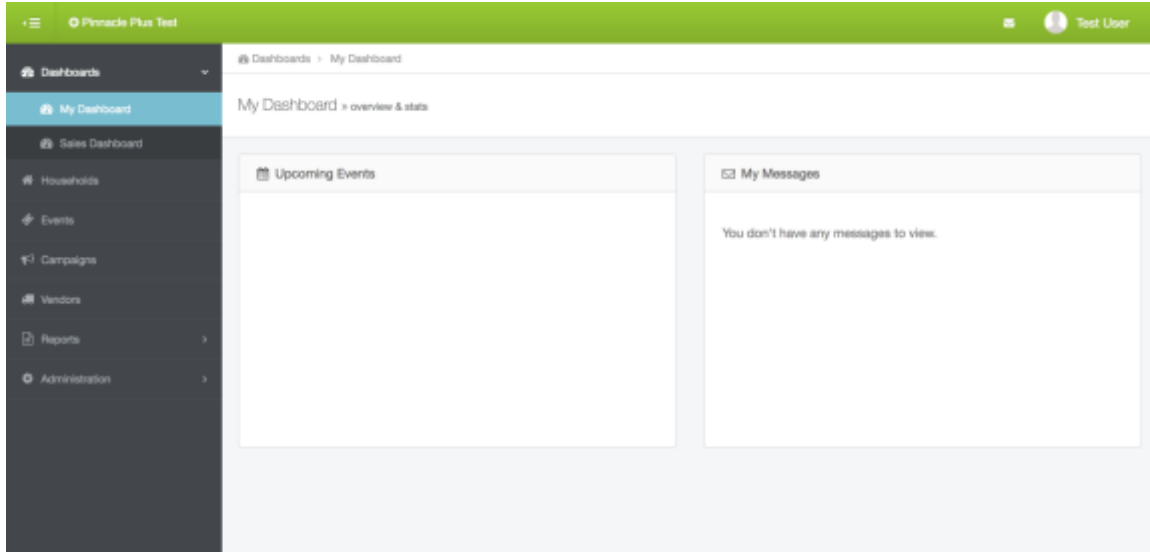 Pinnacle Plus Test
Test User
Dashboards
My Dashboard
Sales Dashboard
Households
Events
Campaigns
Vendors
Reports
Administration
Dashboards > My Dashboard
My Dashboard » overview & stats
Upcoming Events
My Messages
You don't have any messages to view.